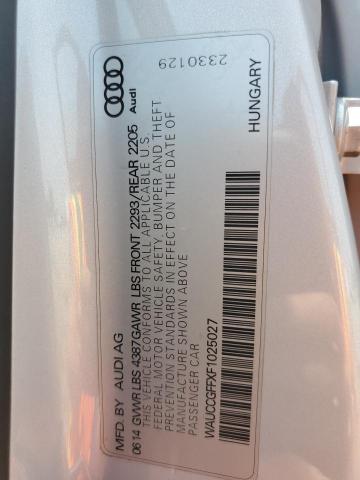 MFD. BY AUDI AG
0614 GVWR LBS 4387 GAWR LBS FRONT 2293/REAR 2205
THIS VEHICLE CONFORMS TO ALL APPLICABLE U.S.
FEDERAL MOTOR VEHICLE SAFETY, BUMPER AND THEFT
PREVENTION STANDARDS IN EFFECT ON THE DATE OF
MANUFACTURE SHOWN ABOVE
PASSENGER CAR
WAUCCGFFXF1025027
HUNGARY
Audi
2330129